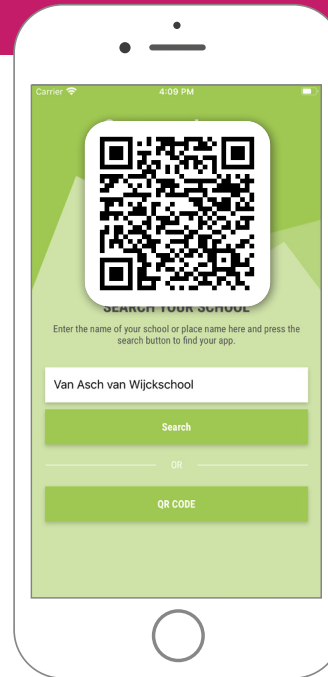 Carrier
4:09 PM
SEARCH YOUR SCHOOL
Enter the name of your school or place name here and press the
search button to find your app.
Van Asch van Wijckschool
Search
OR
QR CODE